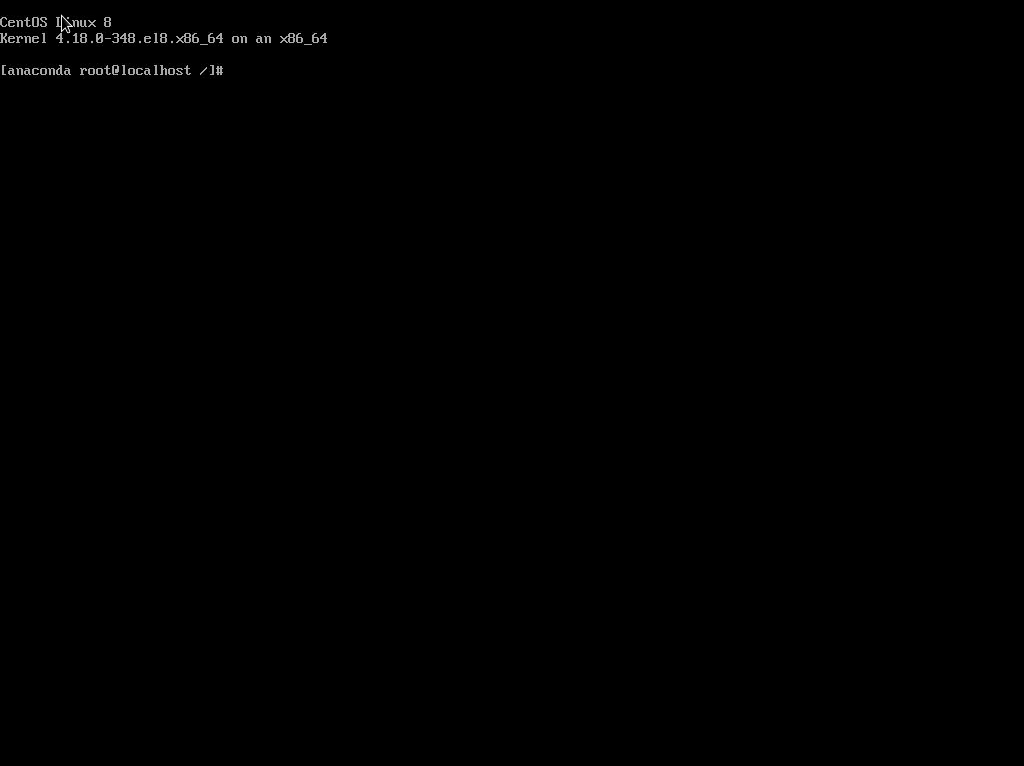 CentOS Linux 8
Kernel 4.18.0-348.el8.x86_64 on an x86_64
[anaconda root@localhost /]#